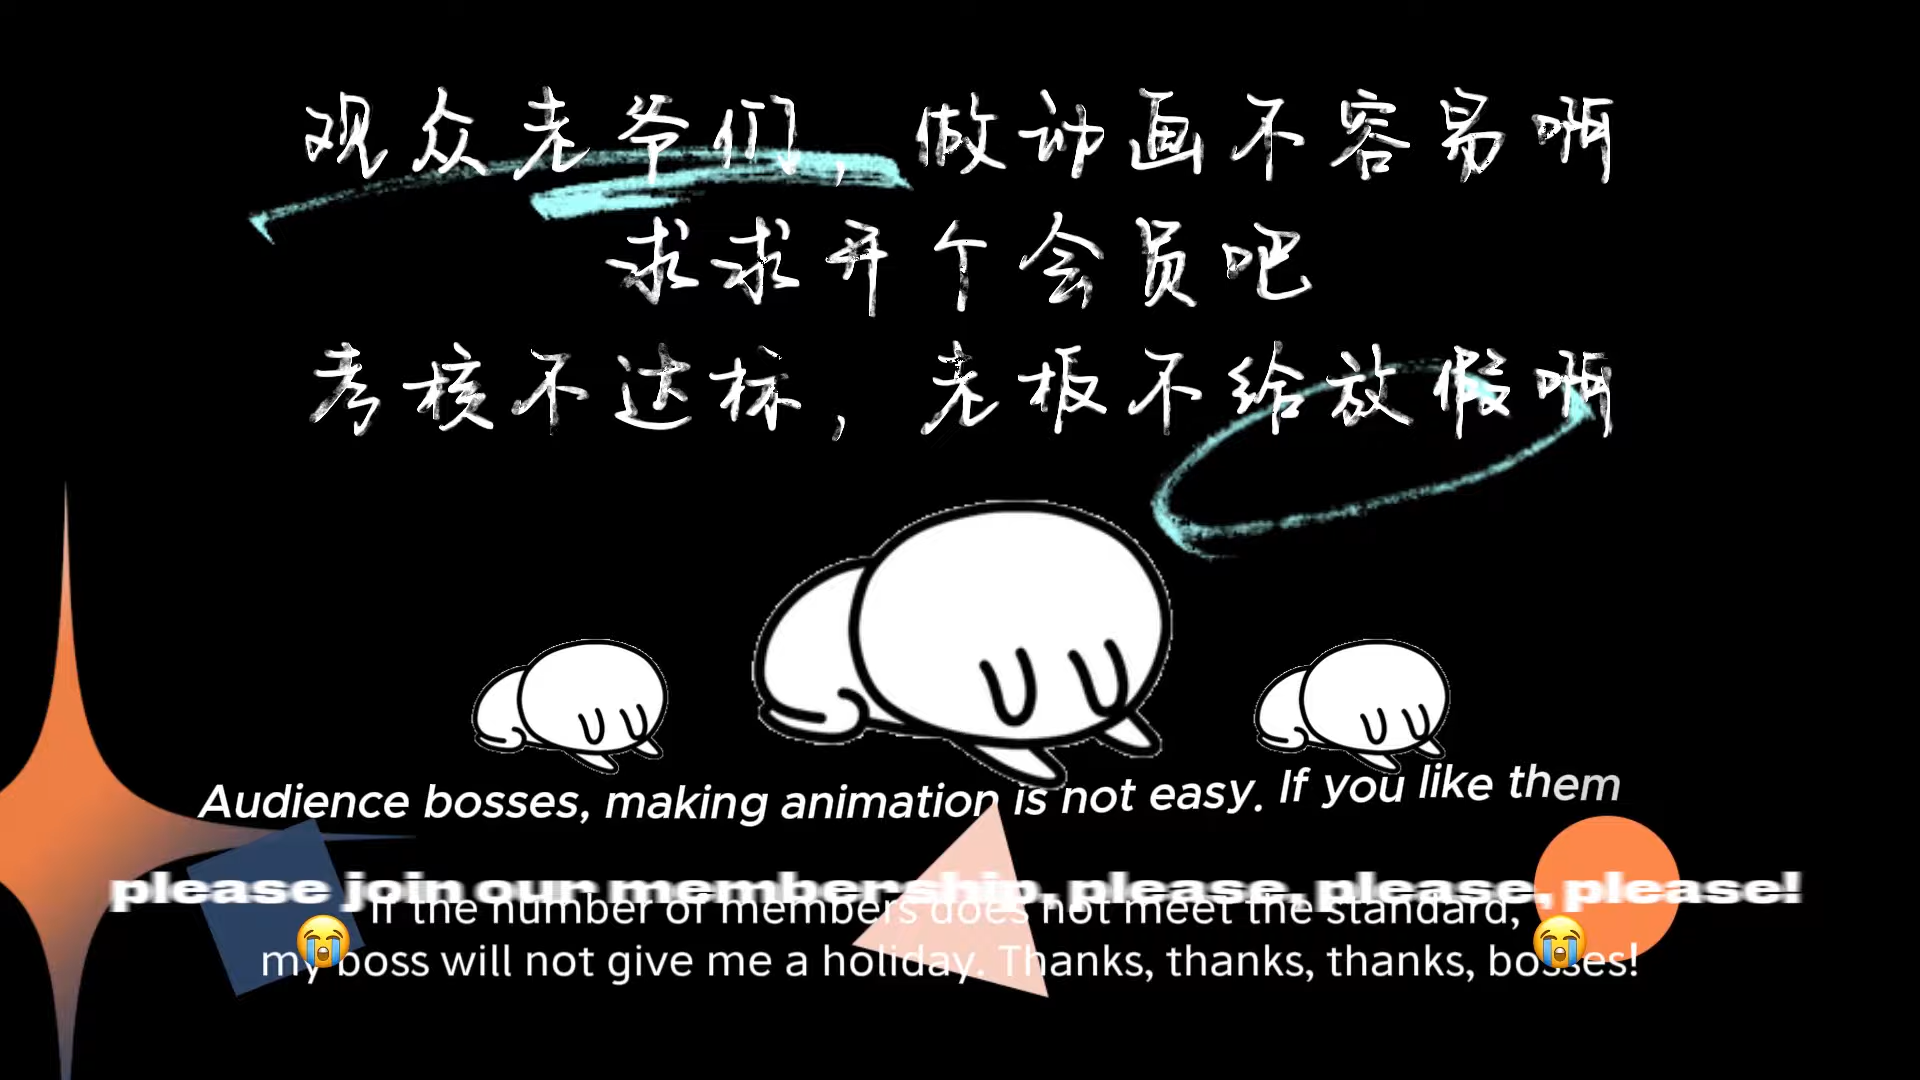 观众老爷们，做动画不容易啊
求求开个会员吧
考核不达标，老板不给放假啊
Audience bosses, making animation is not easy. If you like them
please join our membership, please, please, please!
If the number of members does not meet the standard,
my boss will not give me a holiday. Thanks, thanks, thanks, bosses!